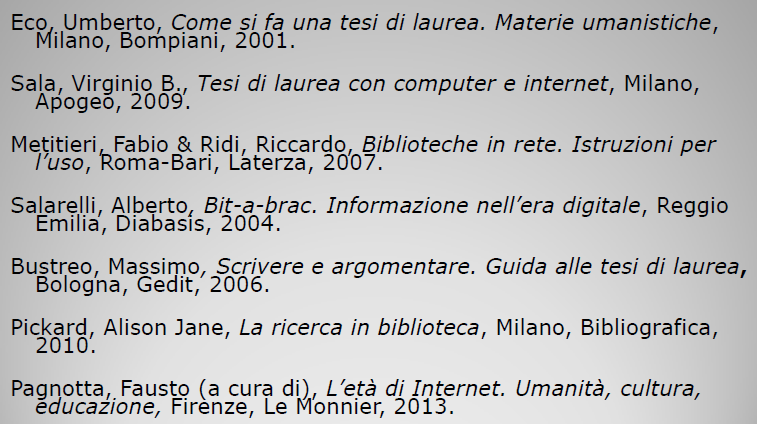 Eco, Umberto, Come si fa una tesi di laurea. Materie umanistiche,
Milano, Bompiani, 2001.
Sala, Virginio B., Tesi di laurea con computer e internet, Milano,
Apogeo, 2009.
Metitieri, Fabio & Ridi, Riccardo, Biblioteche in rete. Istruzioni per
l’uso, Roma-Bari, Laterza, 2007.
Salarelli, Alberto, Bit-a-brac. Informazione nell’era digitale, Reggio
Emilia, Diabasis, 2004.
Bustreo, Massimo, Scrivere e argomentare. Guida alle tesi di laurea,
Bologna, Gedit, 2006.
Pickard, Alison Jane, La ricerca in biblioteca, Milano, Bibliografica,
2010.
Pagnotta, Fausto (a cura di), L’età di Internet. Umanità, cultura,
educazione, Firenze, Le Monnier, 2013.